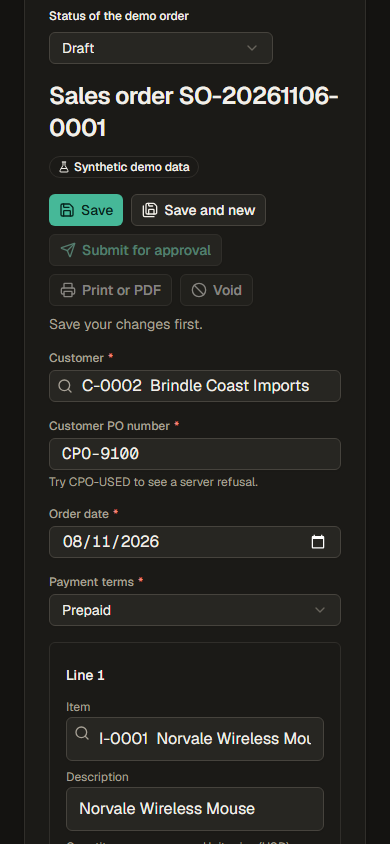 Status of the demo order
Draft
Sales order SO-20261106-
0001
Synthetic demo data
Save
Save and new
Submit for approval
Print or PDF
Void
Save your changes first.
Customer *
C-0002 Brindle Coast Imports
Customer PO number *
CPO-9100
Try CPO-USED to see a server refusal.
Order date *
08/11/2026
Payment terms *
Prepaid
Line 1
Item
I-0001 Norvale Wireless Mou
Description
Norvale Wireless Mouse